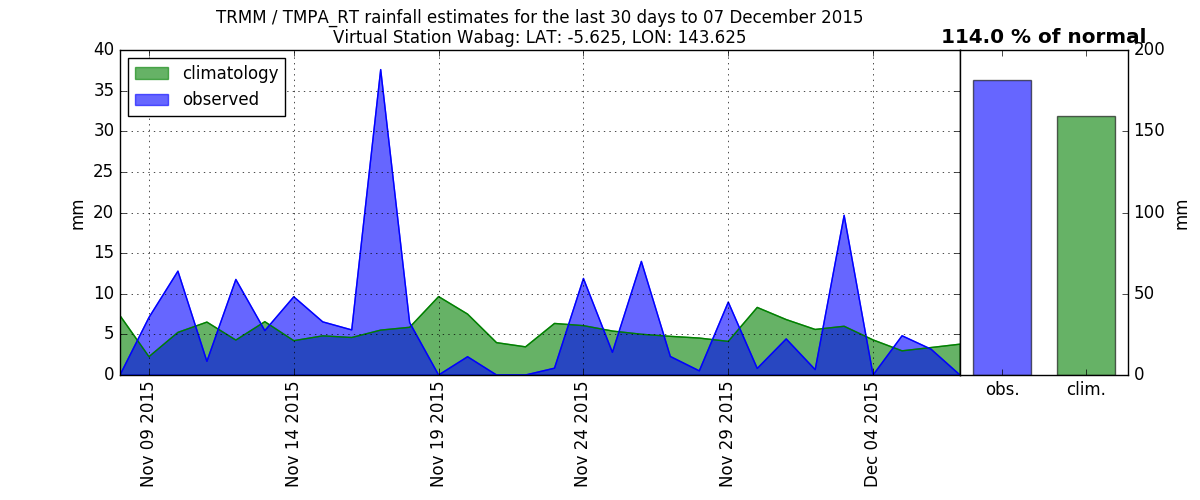 TRMM / TMPA_RT rainfall estimates for the last 30 days to 07 December 2015
Virtual Station Wabag: LAT: -5.625, LON: 143.625
114.0 % of normal
climatology
observed
40
35
30
25
20
15
10
5
0
mm
Nov 09 2015
Nov 14 2015
Nov 19 2015
Nov 24 2015
Nov 29 2015
Dec 04 2015
200
150
100
50
0
mm
obs.
clim.